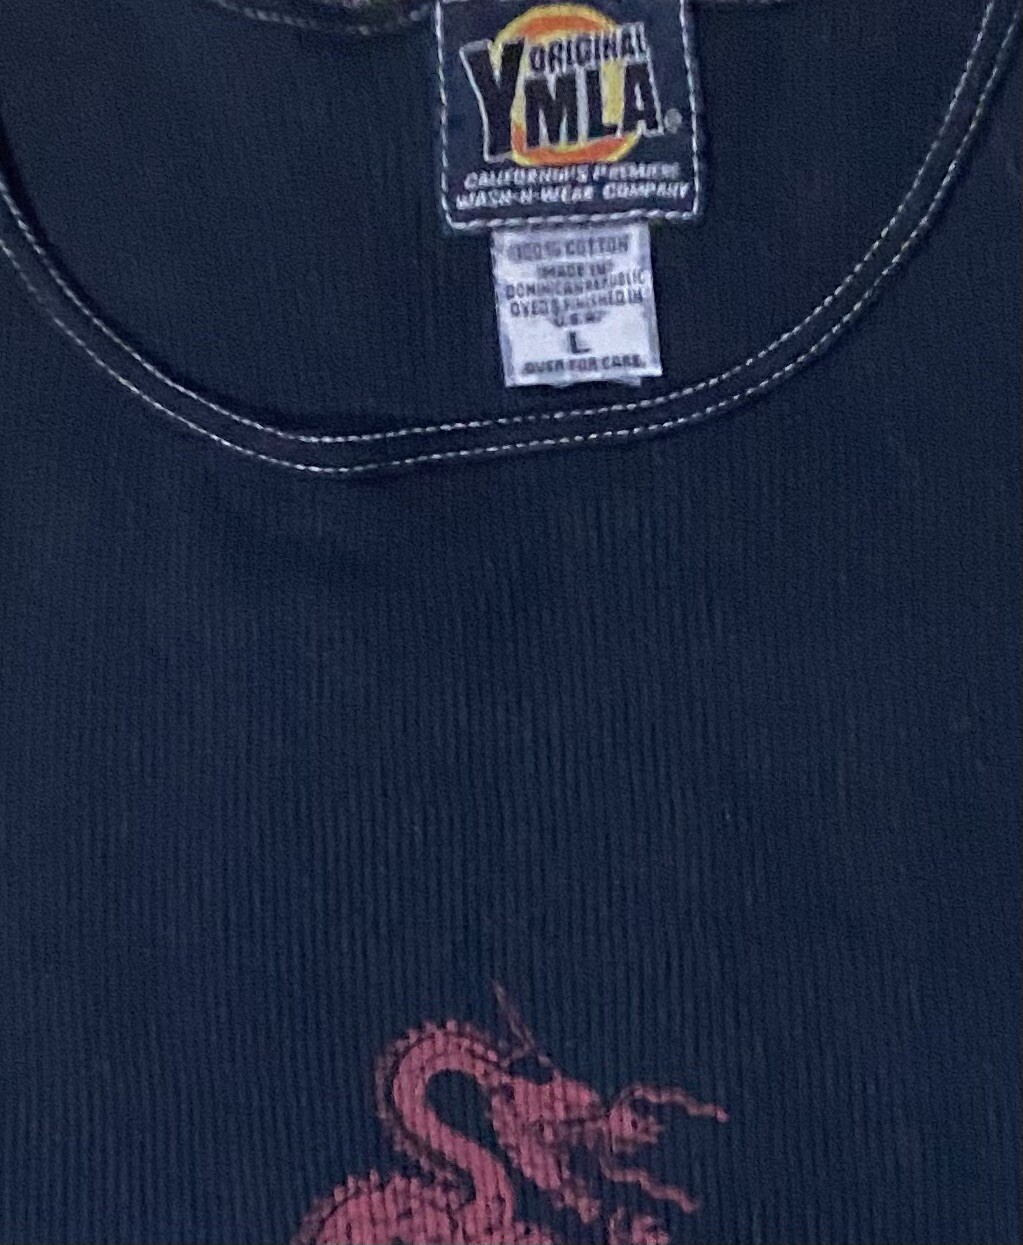 ORIGINAL
YMLA®
CALIFORNIA'S PREMIERE
WASH-N-WEAR COMPANY
100% COTTON
MADE IN
DOMINICAN REPUBLIC
DYED & FINISHED IN
U.S.A.
L
OVER FOR CARE